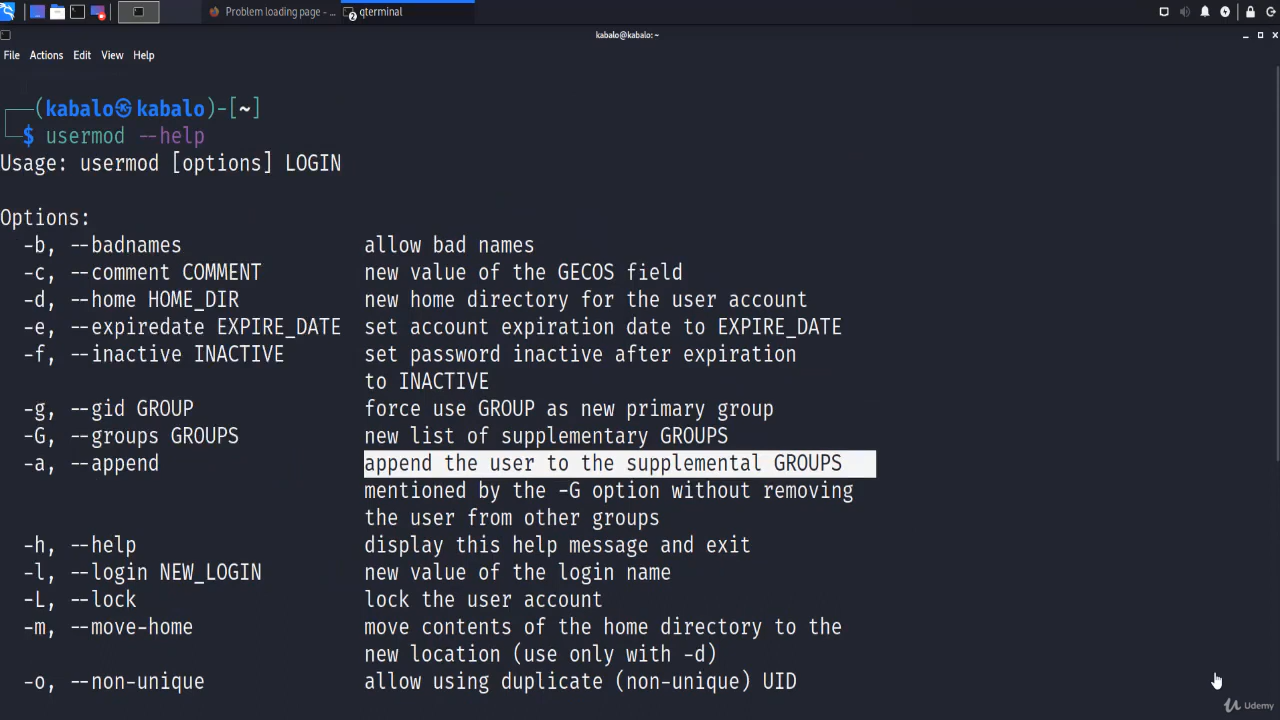 Problem loading page - ...
2
qterminal
kabalo@kabalo: ~
File Actions Edit View Help
(kabalo㉿kabalo)-[~]
$ usermod --help
Usage: usermod [options] LOGIN
Options:
-b, --badnames allow bad names
-c, --comment COMMENT new value of the GECOS field
-d, --home HOME_DIR new home directory for the user account
-e, --expiredate EXPIRE_DATE set account expiration date to EXPIRE_DATE
-f, --inactive INACTIVE set password inactive after expiration
to INACTIVE
-g, --gid GROUP force use GROUP as new primary group
-G, --groups GROUPS new list of supplementary GROUPS
-a, --append append the user to the supplemental GROUPS
mentioned by the -G option without removing
the user from other groups
-h, --help display this help message and exit
-l, --login NEW_LOGIN new value of the login name
-L, --lock lock the user account
-m, --move-home move contents of the home directory to the
new location (use only with -d)
-o, --non-unique allow using duplicate (non-unique) UID
Udemy